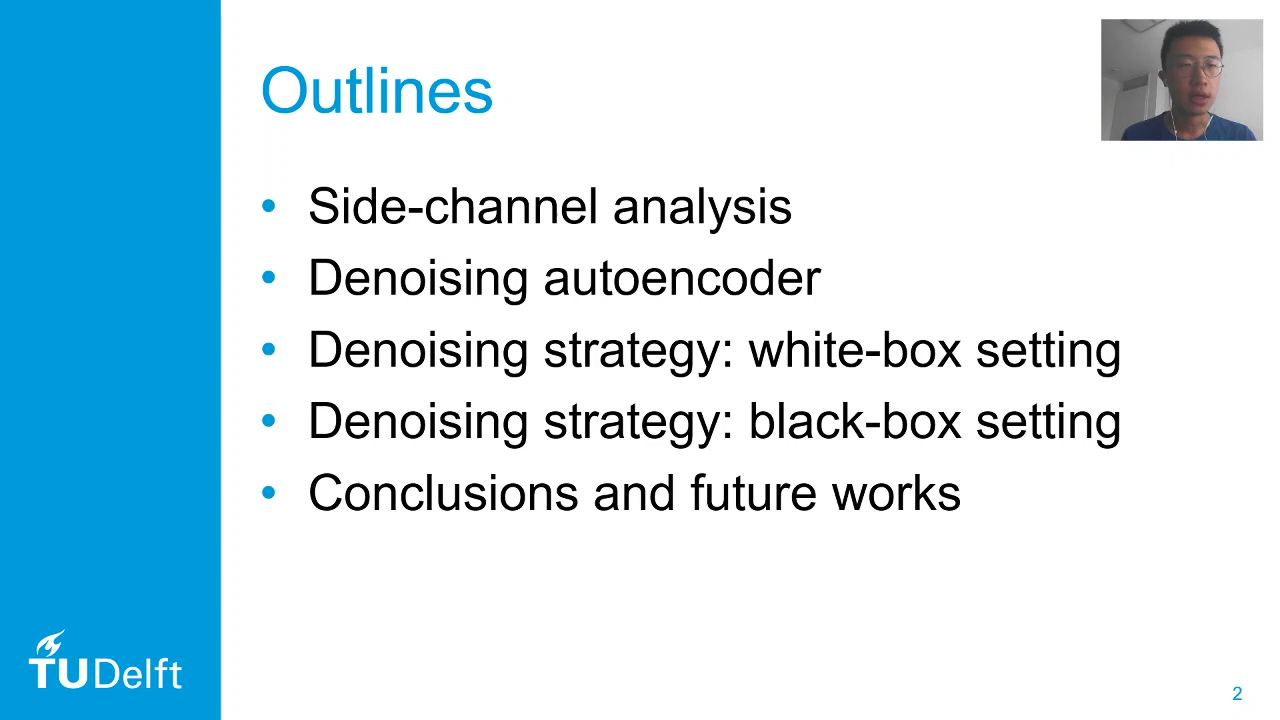 Outlines
• Side-channel analysis
• Denoising autoencoder
• Denoising strategy: white-box setting
• Denoising strategy: black-box setting
• Conclusions and future works
TUDelft
2